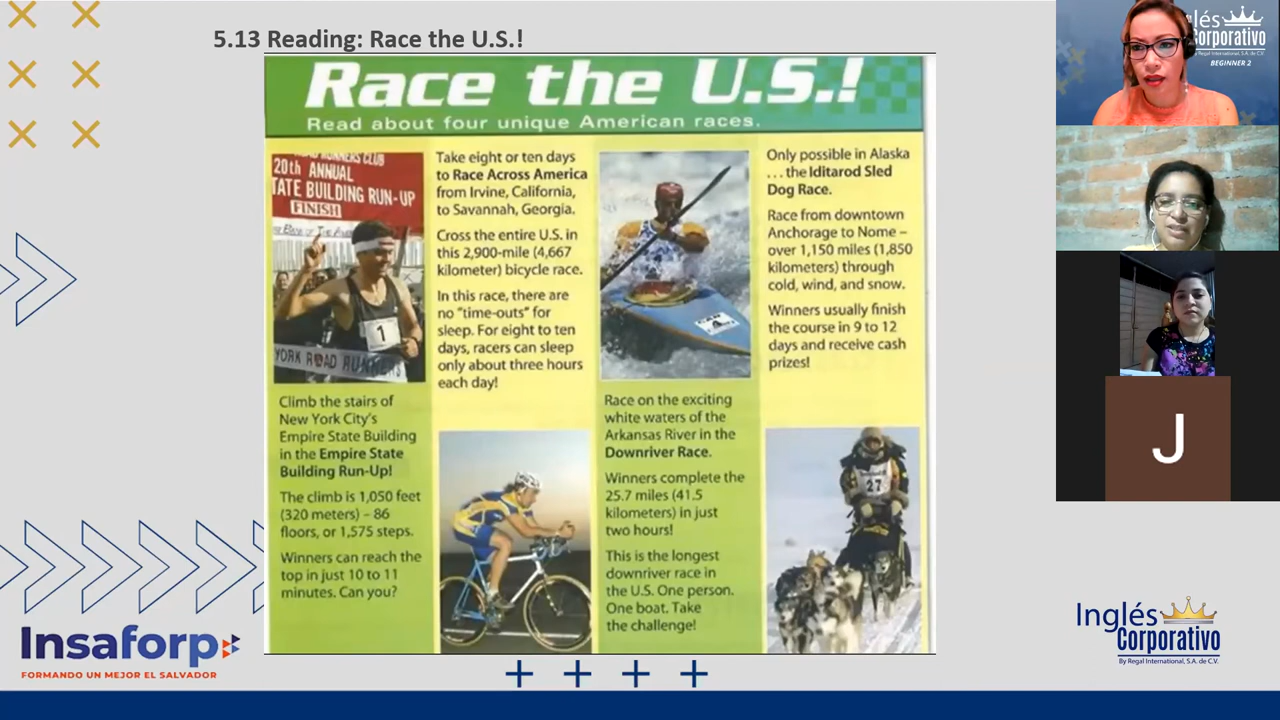 5.13 Reading: Race the U.S.!
Race the U.S.!
Read about four unique American races.
20th ANNUAL
TATE BUILDING RUN-UP
FINISH
1
YORK ROAD RUNNERS
Climb the stairs of
New York City's
Empire State Building
in the Empire State
Building Run-Up!
The climb is 1,050 feet
(320 meters) – 86
floors, or 1,575 steps.
Winners can reach the
top in just 10 to 11
minutes. Can you?
Take eight or ten days
to Race Across America
from Irvine, California,
to Savannah, Georgia.
Cross the entire U.S. in
this 2,900-mile (4,667
kilometer) bicycle race.
In this race, there are
no "time-outs" for
sleep. For eight to ten
days, racers can sleep
only about three hours
each day!
Race on the exciting
white waters of the
Arkansas River in the
Downriver Race.
Winners complete the
25.7 miles (41.5
kilometers) in just
two hours!
This is the longest
downriver race in
the U.S. One person.
One boat. Take
the challenge!
Only possible in Alaska
. . . the Iditarod Sled
Dog Race.
Race from downtown
Anchorage to Nome –
over 1,150 miles (1,850
kilometers) through
cold, wind, and snow.
Winners usually finish
the course in 9 to 12
days and receive cash
prizes!
27
Insaforp
FORMANDO UN MEJOR EL SALVADOR
Inglés
Corporativo
By Regal International, S.A. de C.V.
glés
Corporativo
By Regal International, S.A. de C.V.
BEGINNER 2
J